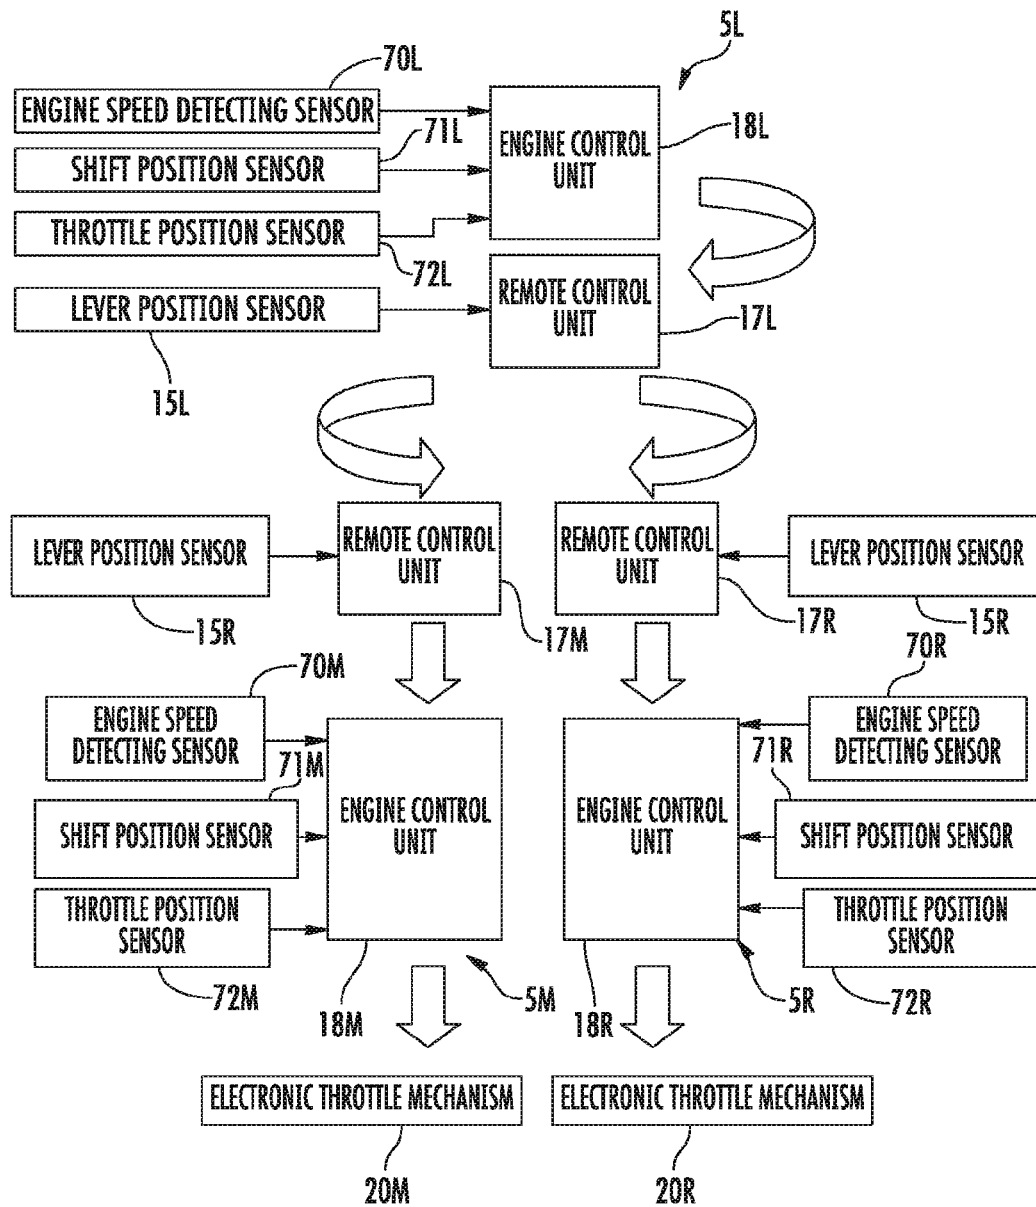 5L
70L
ENGINE SPEED DETECTING SENSOR
71L
ENGINE CONTROL
UNIT
18L
SHIFT POSITION SENSOR
THROTTLE POSITION SENSOR
72L
LEVER POSITION SENSOR
REMOTE CONTROL
UNIT
17L
15L
LEVER POSITION SENSOR
REMOTE CONTROL
UNIT
REMOTE CONTROL
UNIT
LEVER POSITION SENSOR
15R
17M
17R
15R
70M
70R
ENGINE SPEED
DETECTING SENSOR
ENGINE SPEED
DETECTING SENSOR
71M
71R
SHIFT POSITION SENSOR
ENGINE CONTROL
UNIT
ENGINE CONTROL
UNIT
SHIFT POSITION SENSOR
THROTTLE POSITION
SENSOR
THROTTLE POSITION
SENSOR
72M
18M
5M
18R
5R
72R
ELECTRONIC THROTTLE MECHANISM
ELECTRONIC THROTTLE MECHANISM
20M
20R